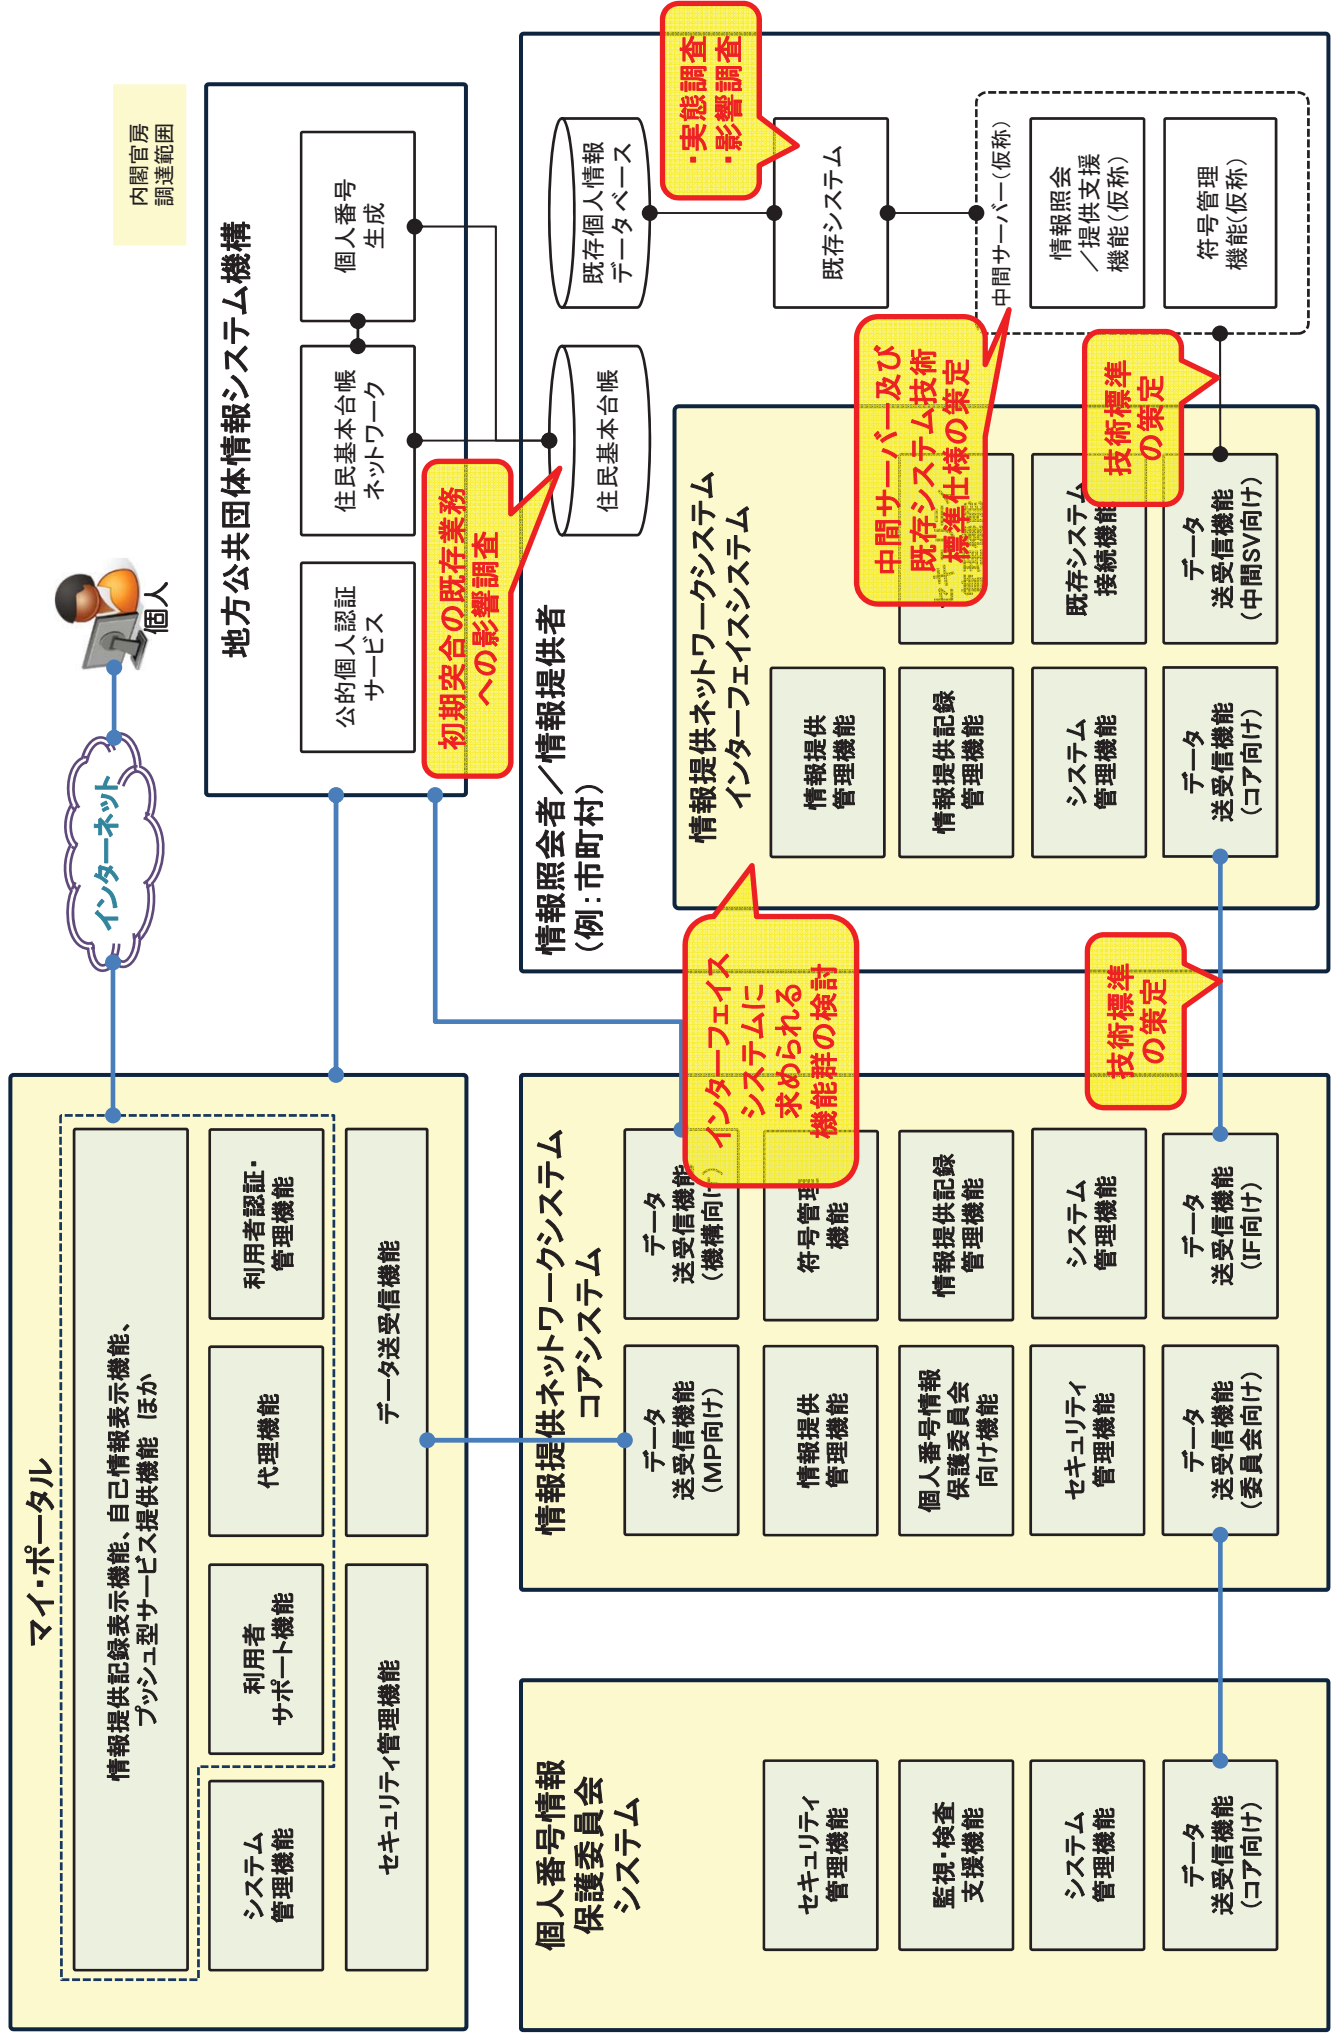 マイ・ポータル
情報提供記録表示機能、自己情報表示機能、
プッシュ型サービス提供機能 ほか
システム
管理機能
利用者
サポート機能
代理機能
利用者認証・
管理機能
セキュリティ管理機能
データ送受信機能
インターネット
個人
内閣官房
調達範囲
地方公共団体情報システム機構
公的個人認証
サービス
住民基本台帳
ネットワーク
個人番号
生成
初期突合の既存業務
への影響調査
個人番号情報
保護委員会
システム
セキュリティ
管理機能
監視・検査
支援機能
システム
管理機能
データ
送受信機能
（コア向け）
情報提供ネットワークシステム
コアシステム
データ
送受信機能
（MP向け）
データ
送受信機能
（機構向け）
情報提供
管理機能
符号管理
機能
個人番号情報
保護委員会
向け機能
情報提供記録
管理機能
セキュリティ
管理機能
システム
管理機能
データ
送受信機能
（委員会向け）
データ
送受信機能
（IF向け）
インターフェイス
システムに
求められる
機能群の検討
技術標準
の策定
情報照会者／情報提供者
（例：市町村）
住民基本台帳
既存個人情報
データベース
・実態調査
・影響調査
既存システム
中間サーバー（仮称）
情報照会
／提供支援
機能（仮称）
符号管理
機能（仮称）
情報提供ネットワークシステム
インターフェイスシステム
情報提供
管理機能
情報提供記録
管理機能
管理機能
システム
管理機能
既存システム
接続機能
データ
送受信機能
（コア向け）
データ
送受信機能
（中間SV向け）
中間サーバー及び
既存システム技術
標準仕様の策定
技術標準
の策定